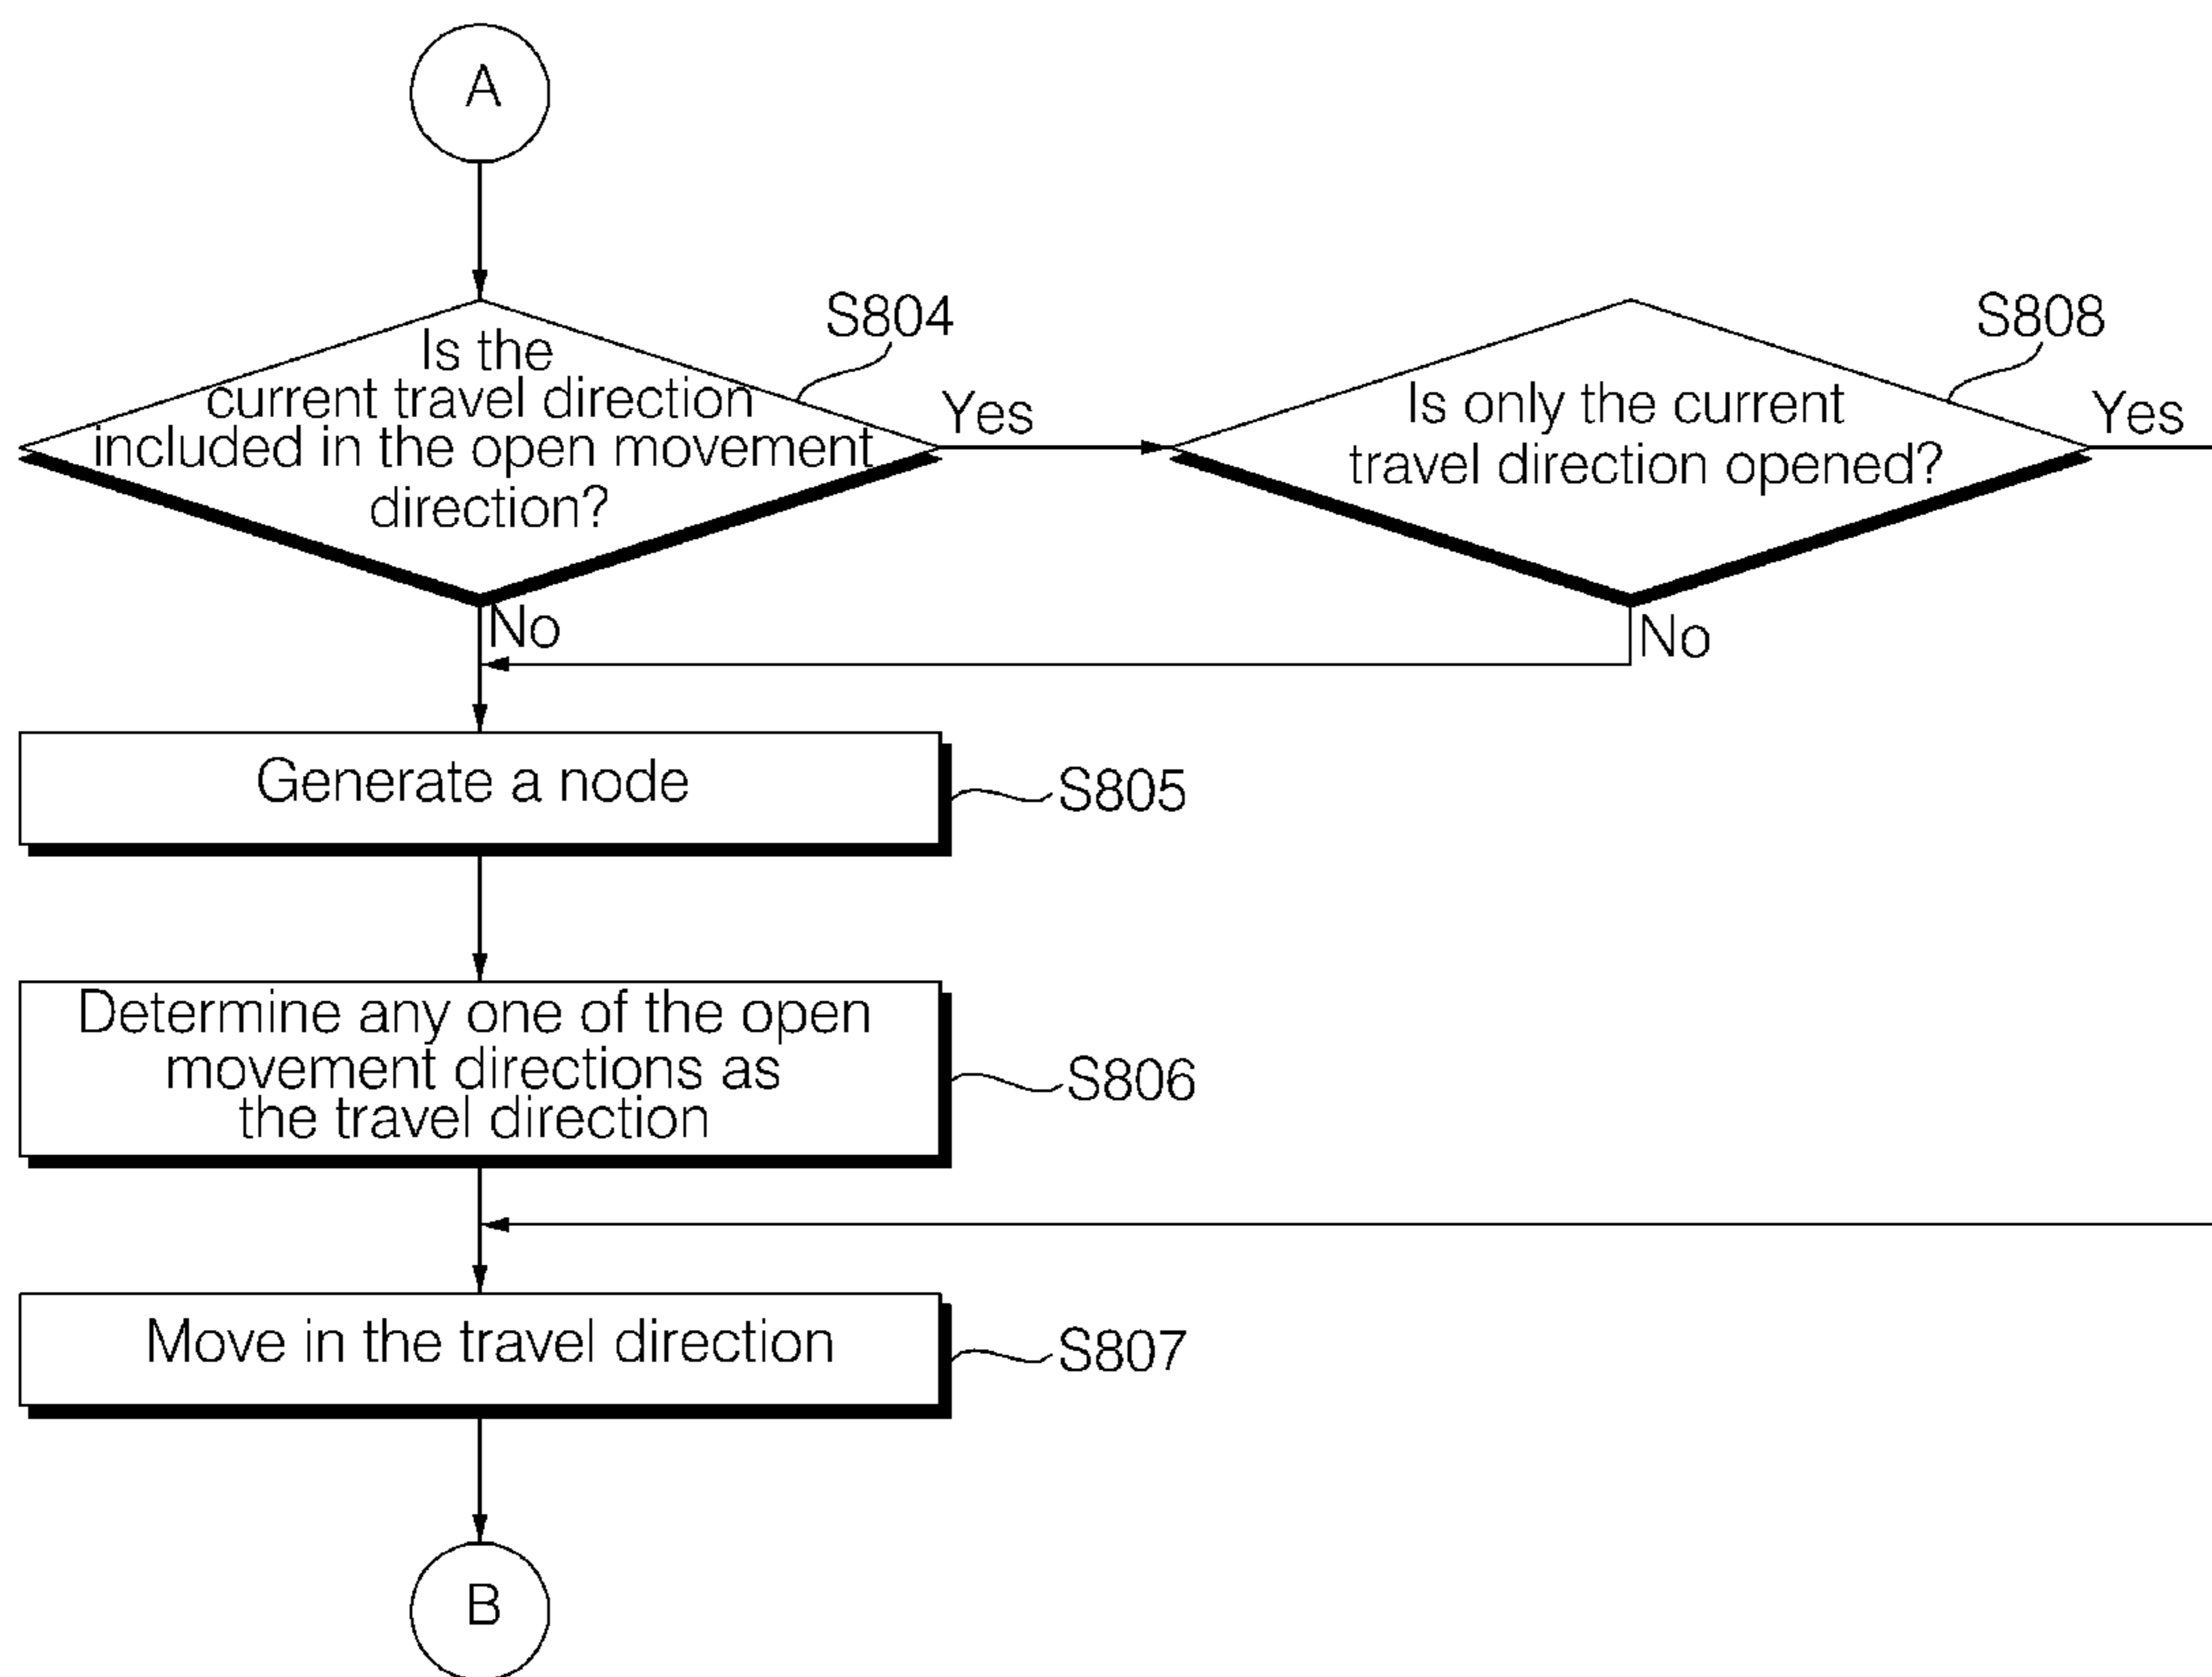 A
S804
Is the
current travel direction
included in the open movement
direction?
Yes
No
S808
Is only the current
travel direction opened?
Yes
No
Generate a node
S805
Determine any one of the open
movement directions as
the travel direction
S806
Move in the travel direction
S807
B